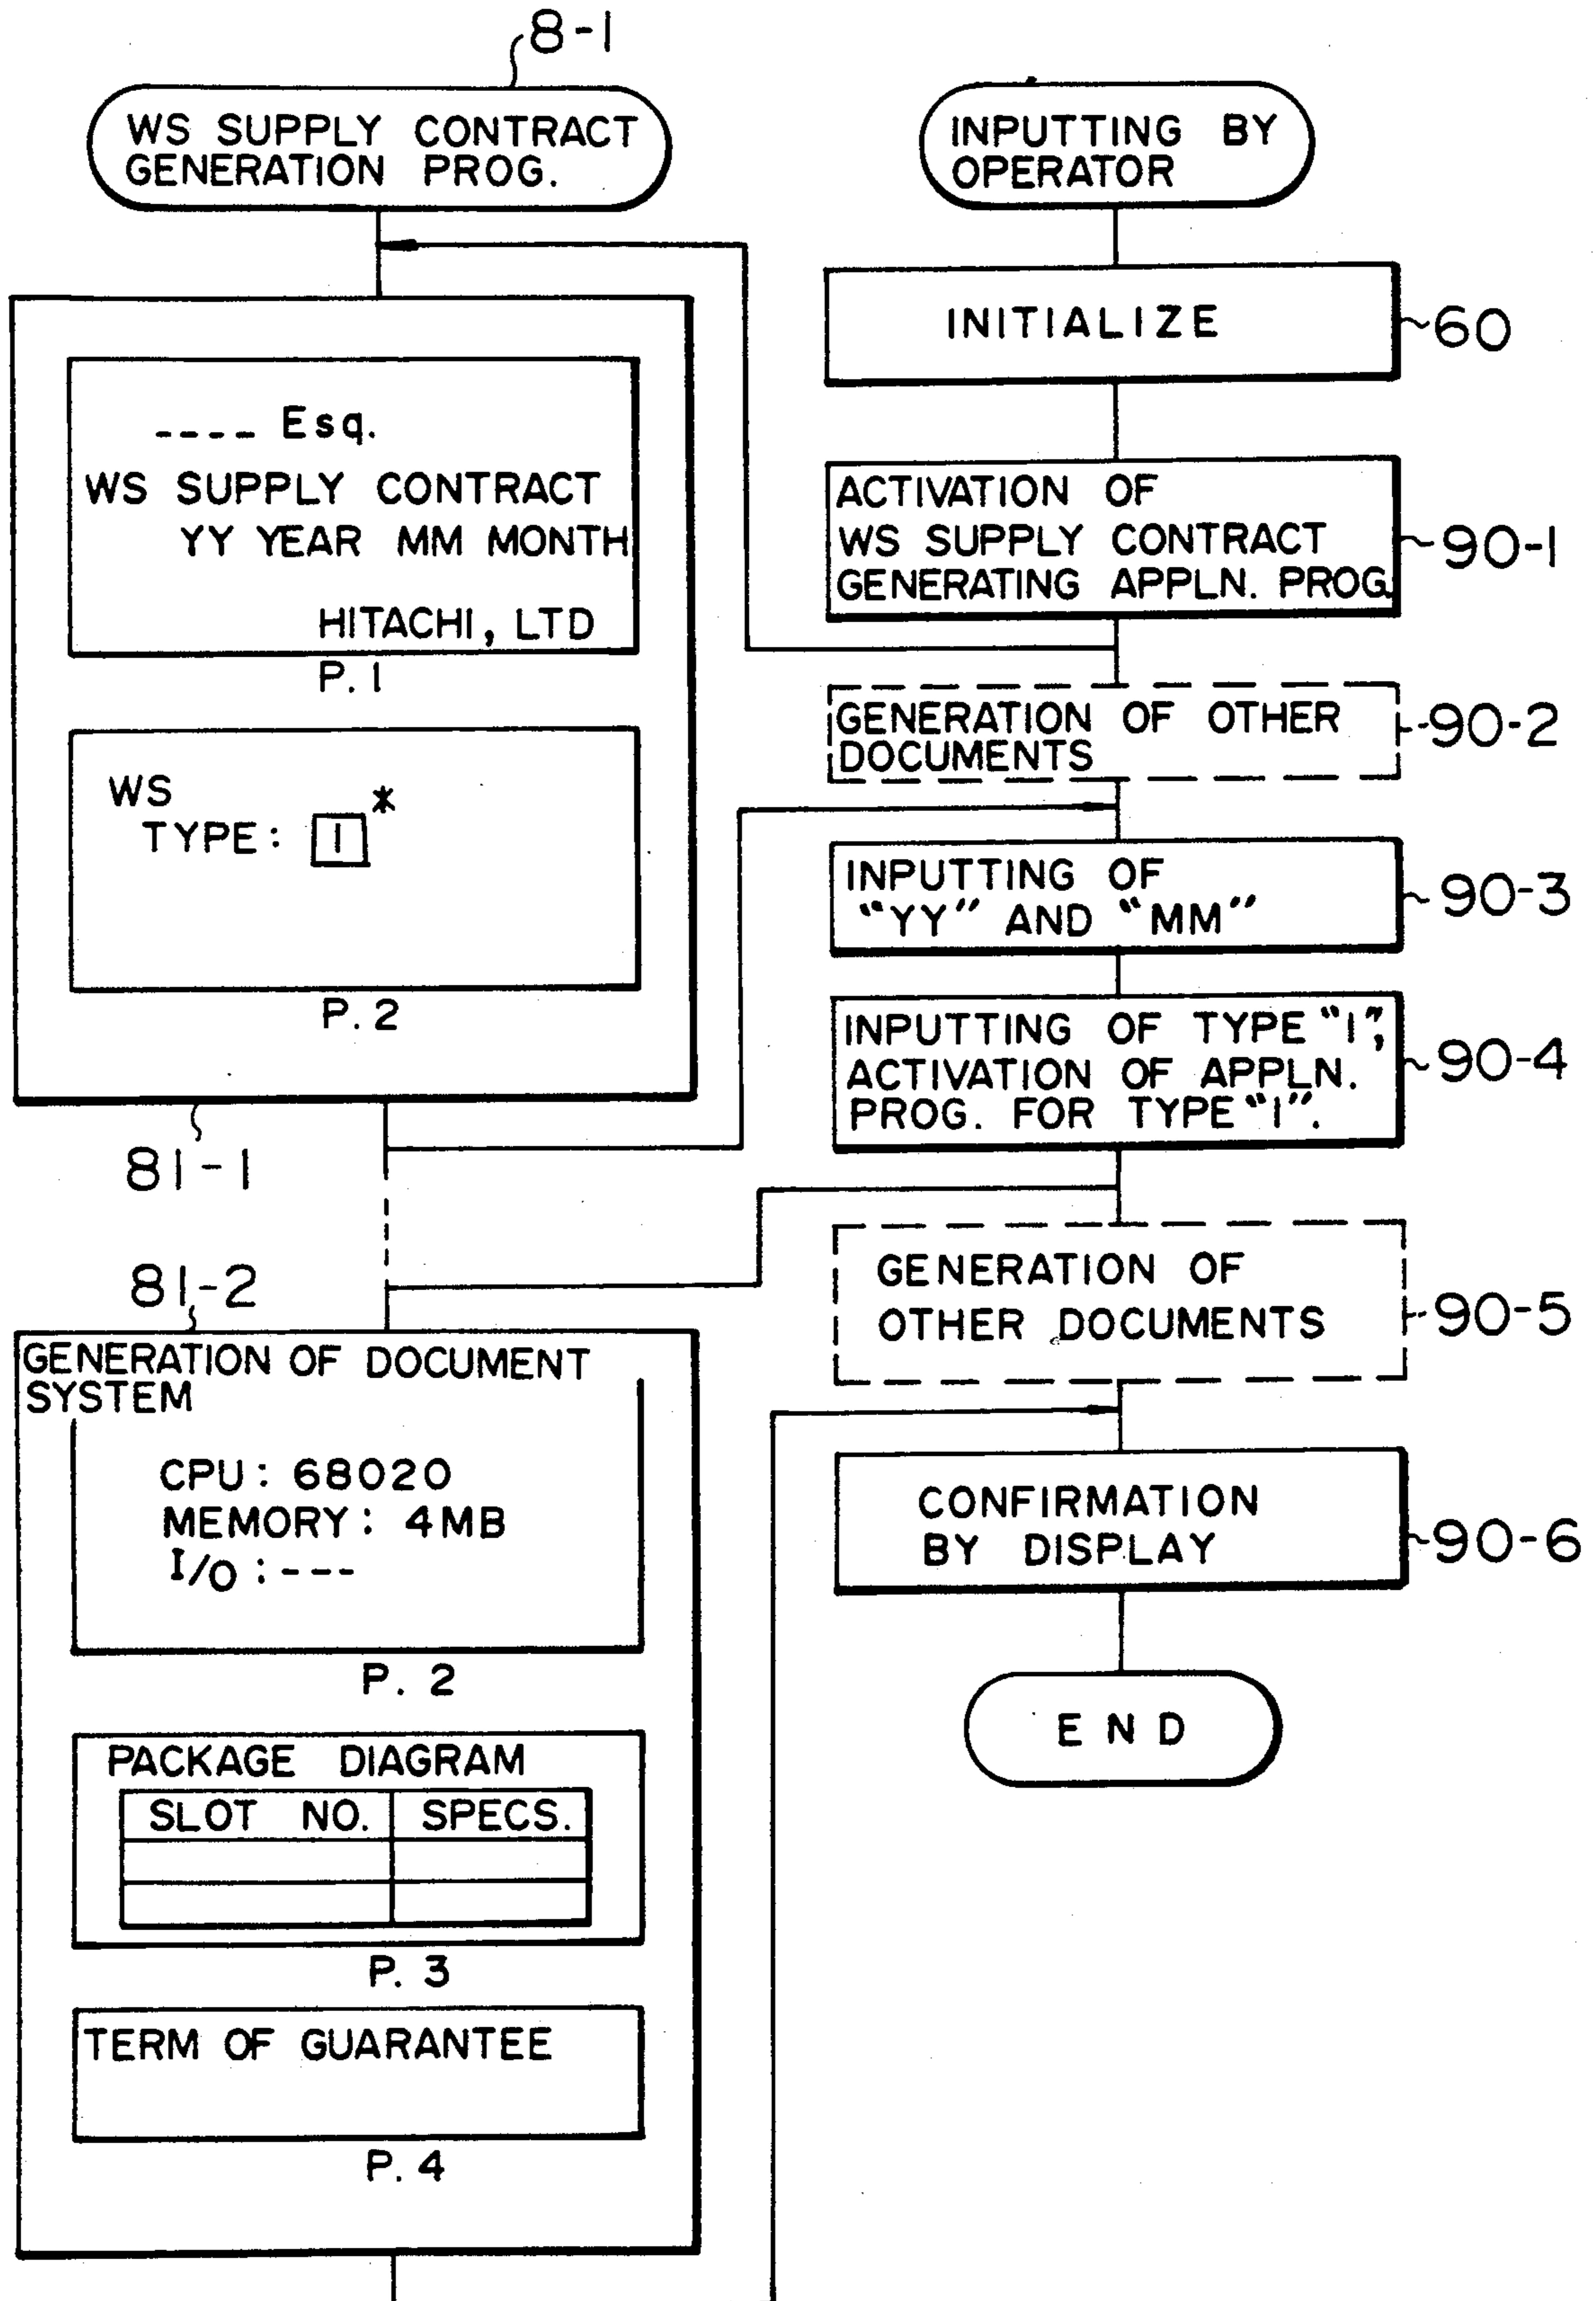 8-1
WS SUPPLY CONTRACT
GENERATION PROG.
---- Esq.
WS SUPPLY CONTRACT
YY YEAR MM MONTH
HITACHI, LTD
P. 1
WS
TYPE: 1 *
P. 2
81-1
81-2
GENERATION OF DOCUMENT
SYSTEM
CPU: 68020
MEMORY: 4MB
I/O: ---
P. 2
PACKAGE DIAGRAM
SLOT NO. SPECS.
P. 3
TERM OF GUARANTEE
P. 4
INPUTTING BY
OPERATOR
INITIALIZE
60
ACTIVATION OF
WS SUPPLY CONTRACT
GENERATING APPLN. PROG.
90-1
GENERATION OF OTHER
DOCUMENTS
90-2
INPUTTING OF
"YY" AND "MM"
90-3
INPUTTING OF TYPE "1",
ACTIVATION OF APPLN.
PROG. FOR TYPE "1".
90-4
GENERATION OF
OTHER DOCUMENTS
90-5
CONFIRMATION
BY DISPLAY
90-6
END